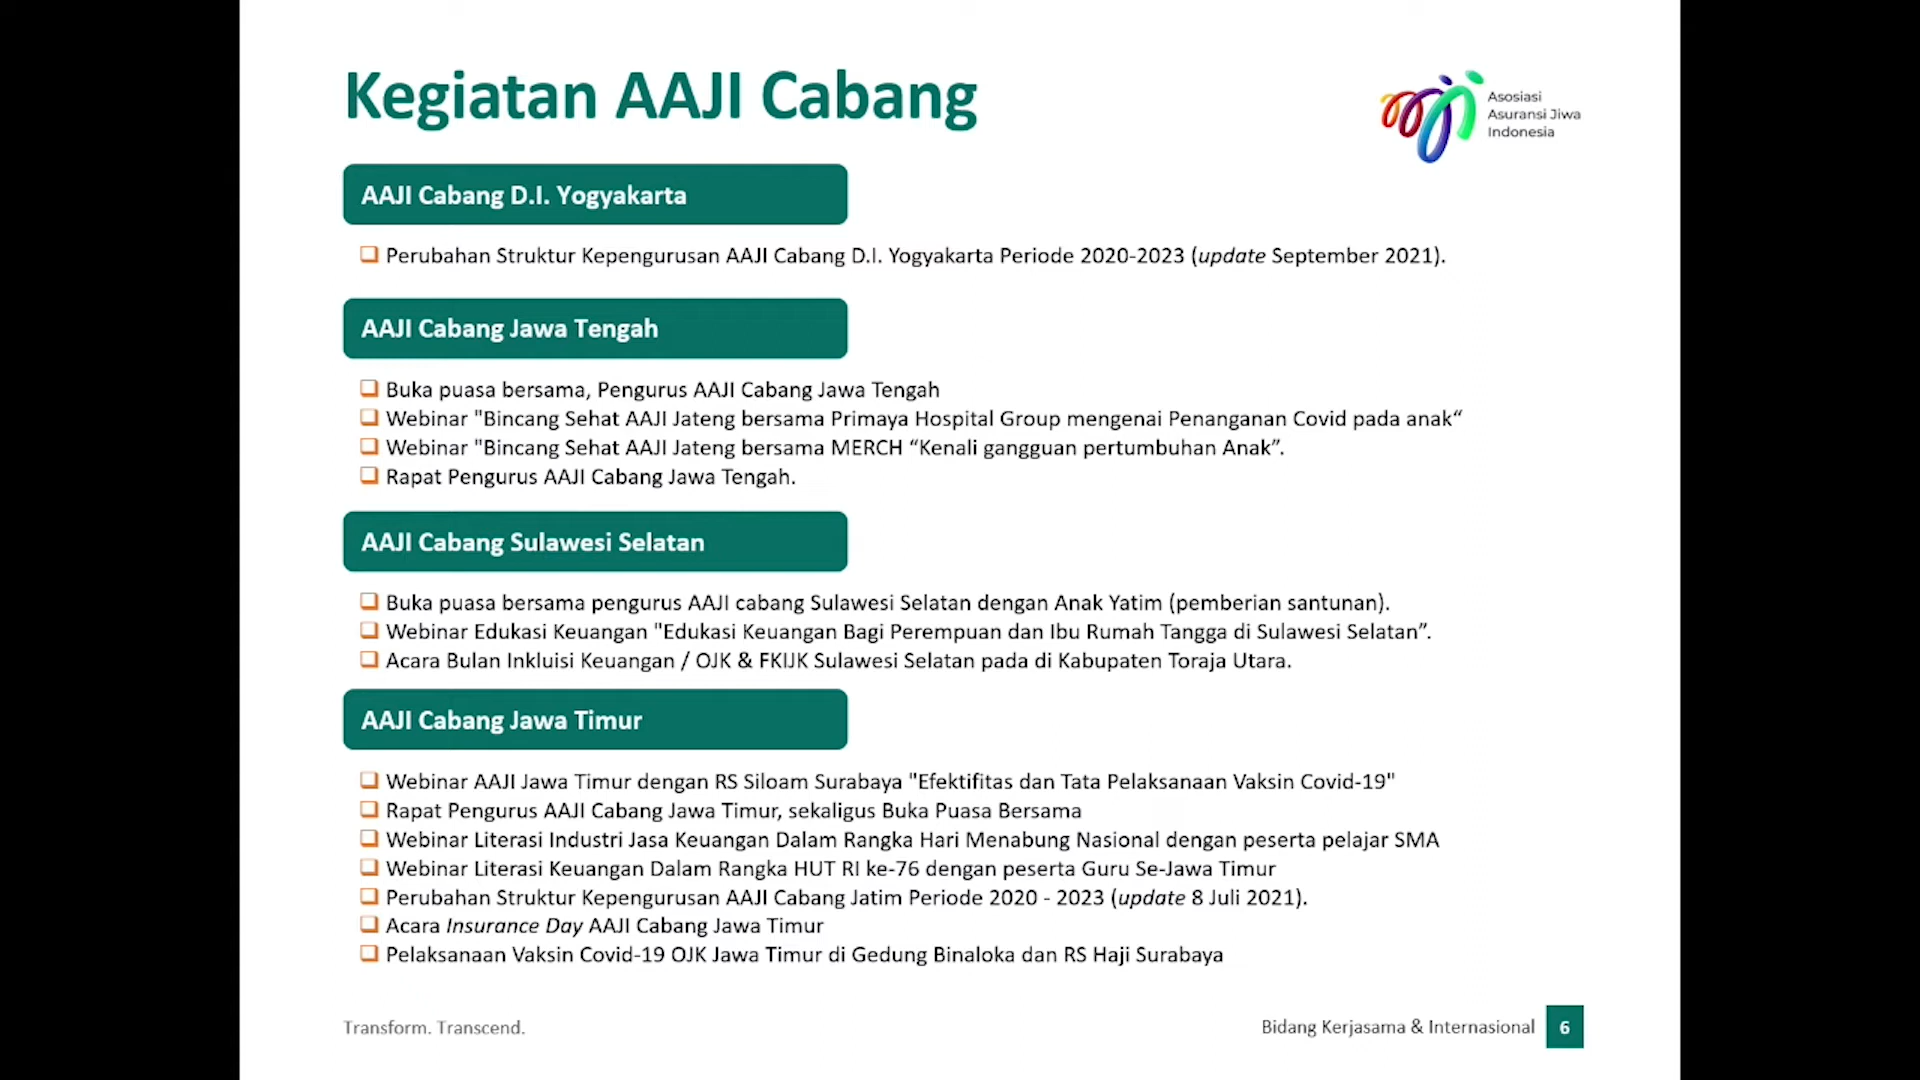 Kegiatan AAJI Cabang
Asosiasi
Asuransi Jiwa
Indonesia
AAJI Cabang D.I. Yogyakarta
Perubahan Struktur Kepengurusan AAJI Cabang D.I. Yogyakarta Periode 2020-2023 (update September 2021).
AAJI Cabang Jawa Tengah
Buka puasa bersama, Pengurus AAJI Cabang Jawa Tengah
Webinar "Bincang Sehat AAJI Jateng bersama Primaya Hospital Group mengenai Penanganan Covid pada anak“
Webinar "Bincang Sehat AAJI Jateng bersama MERCH “Kenali gangguan pertumbuhan Anak”.
Rapat Pengurus AAJI Cabang Jawa Tengah.
AAJI Cabang Sulawesi Selatan
Buka puasa bersama pengurus AAJI cabang Sulawesi Selatan dengan Anak Yatim (pemberian santunan).
Webinar Edukasi Keuangan "Edukasi Keuangan Bagi Perempuan dan Ibu Rumah Tangga di Sulawesi Selatan”.
Acara Bulan Inkluisi Keuangan / OJK & FKIJK Sulawesi Selatan pada di Kabupaten Toraja Utara.
AAJI Cabang Jawa Timur
Webinar AAJI Jawa Timur dengan RS Siloam Surabaya "Efektifitas dan Tata Pelaksanaan Vaksin Covid-19"
Rapat Pengurus AAJI Cabang Jawa Timur, sekaligus Buka Puasa Bersama
Webinar Literasi Industri Jasa Keuangan Dalam Rangka Hari Menabung Nasional dengan peserta pelajar SMA
Webinar Literasi Keuangan Dalam Rangka HUT RI ke-76 dengan peserta Guru Se-Jawa Timur
Perubahan Struktur Kepengurusan AAJI Cabang Jatim Periode 2020 - 2023 (update 8 Juli 2021).
Acara Insurance Day AAJI Cabang Jawa Timur
Pelaksanaan Vaksin Covid-19 OJK Jawa Timur di Gedung Binaloka dan RS Haji Surabaya
Transform. Transcend.
Bidang Kerjasama & Internasional 6